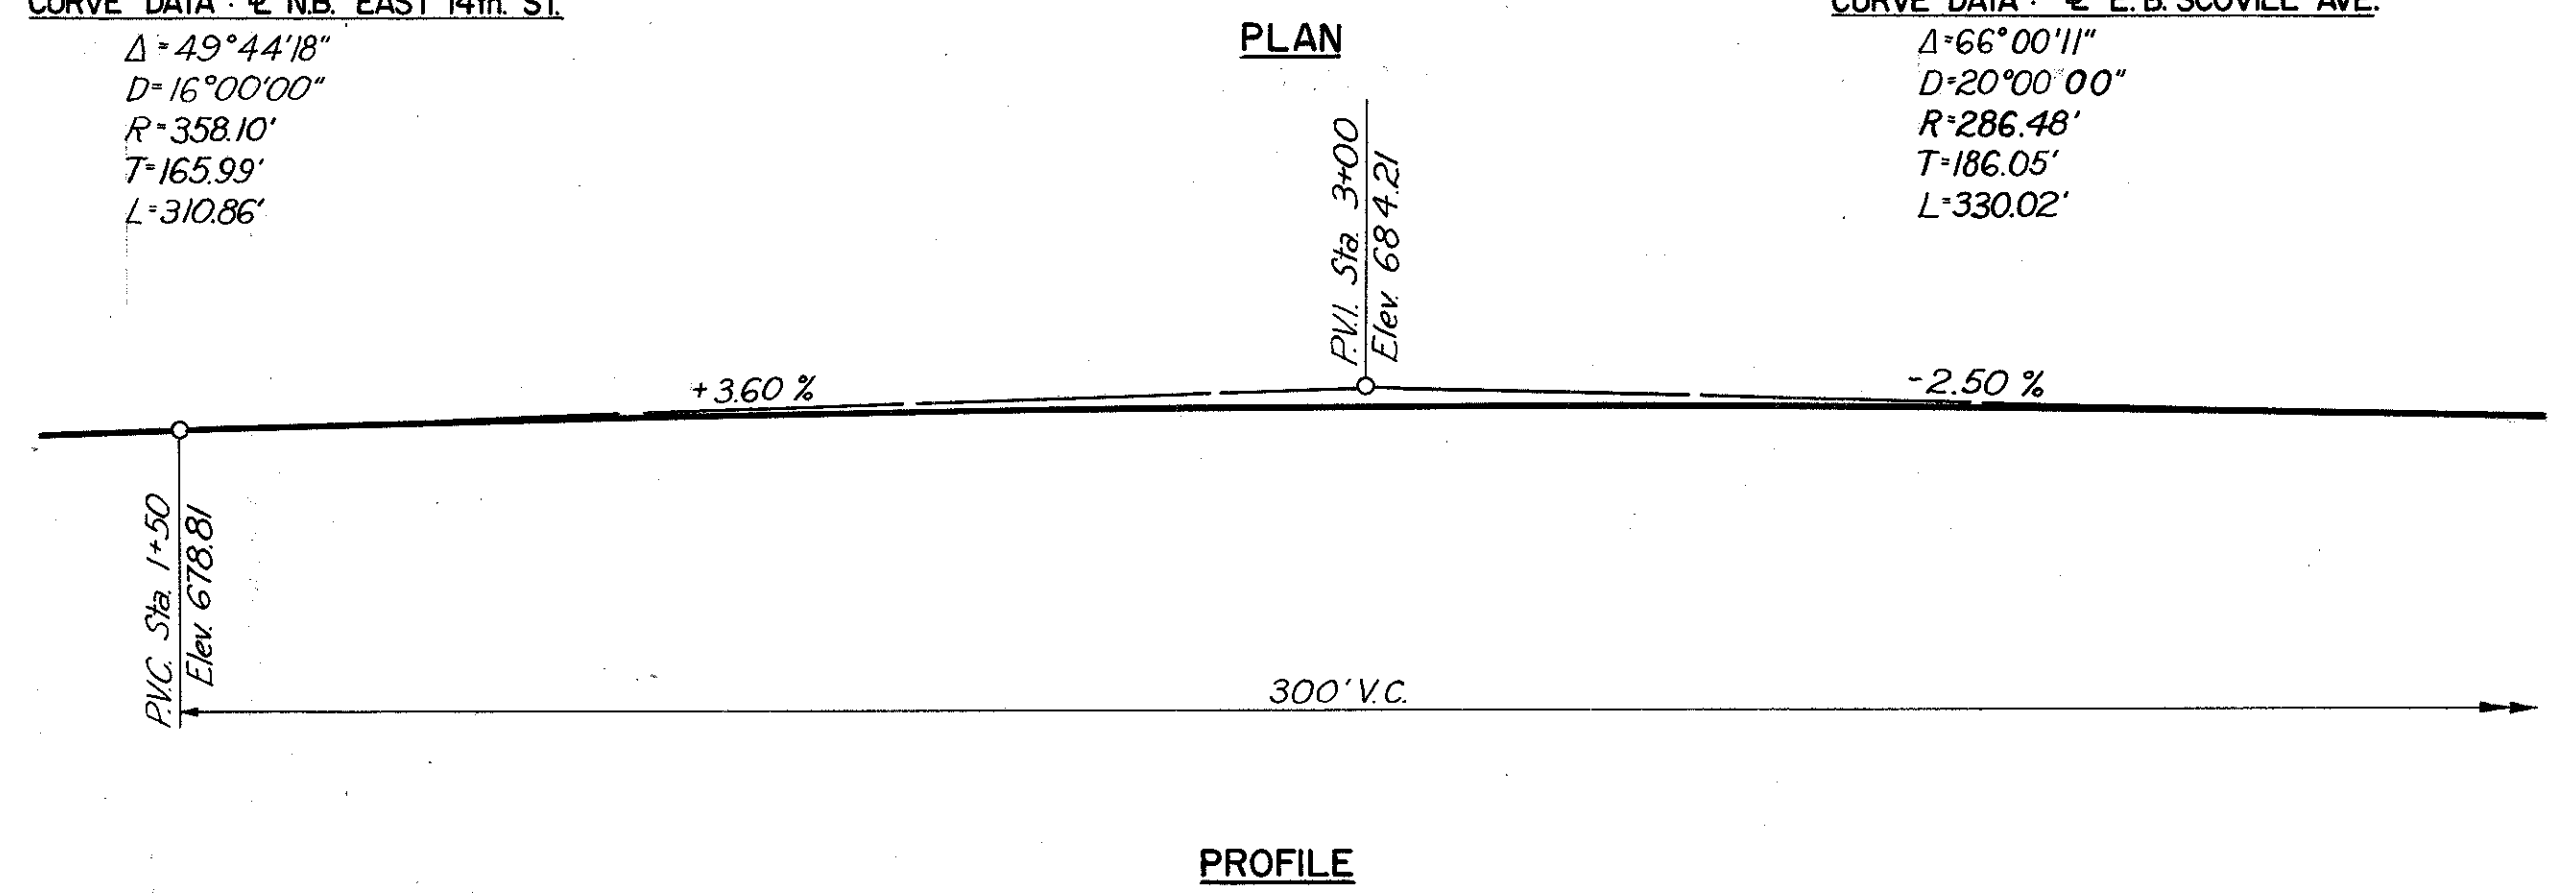 CURVE DATA · ℄ N.B. EAST 14th. ST.
Δ=49°44'18"
D=16°00'00"
R=358.10'
T=165.99'
L=310.86'
PLAN
CURVE DATA · ℄ E.B. SCOVILL AVE.
Δ=66°00'11"
D=20°00'00"
R=286.48'
T=186.05'
L=330.02'
P.V.I. Sta. 3+00
Elev. 684.21
+3.60 %
-2.50 %
P.V.C. Sta. 1+50
Elev. 678.81
300' V.C.
PROFILE